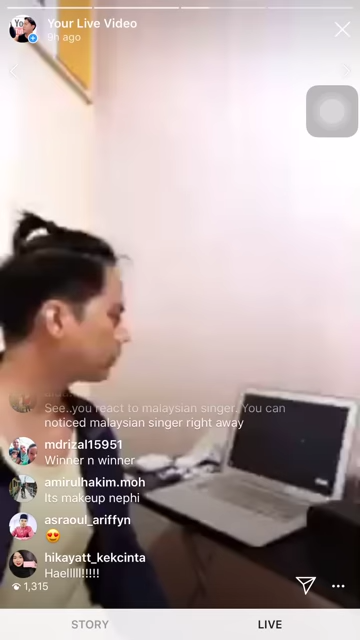 Your Live Video
9h ago
See..you react to malaysian singer..You can
noticed malaysian singer right away
mdrizal15951
Winner n winner
amirulhakim.moh
Its makeup nephi
asraoul_ariffyn
😍
hikayatt_kekcinta
Haelllll!!!!!
1,315
STORY
LIVE